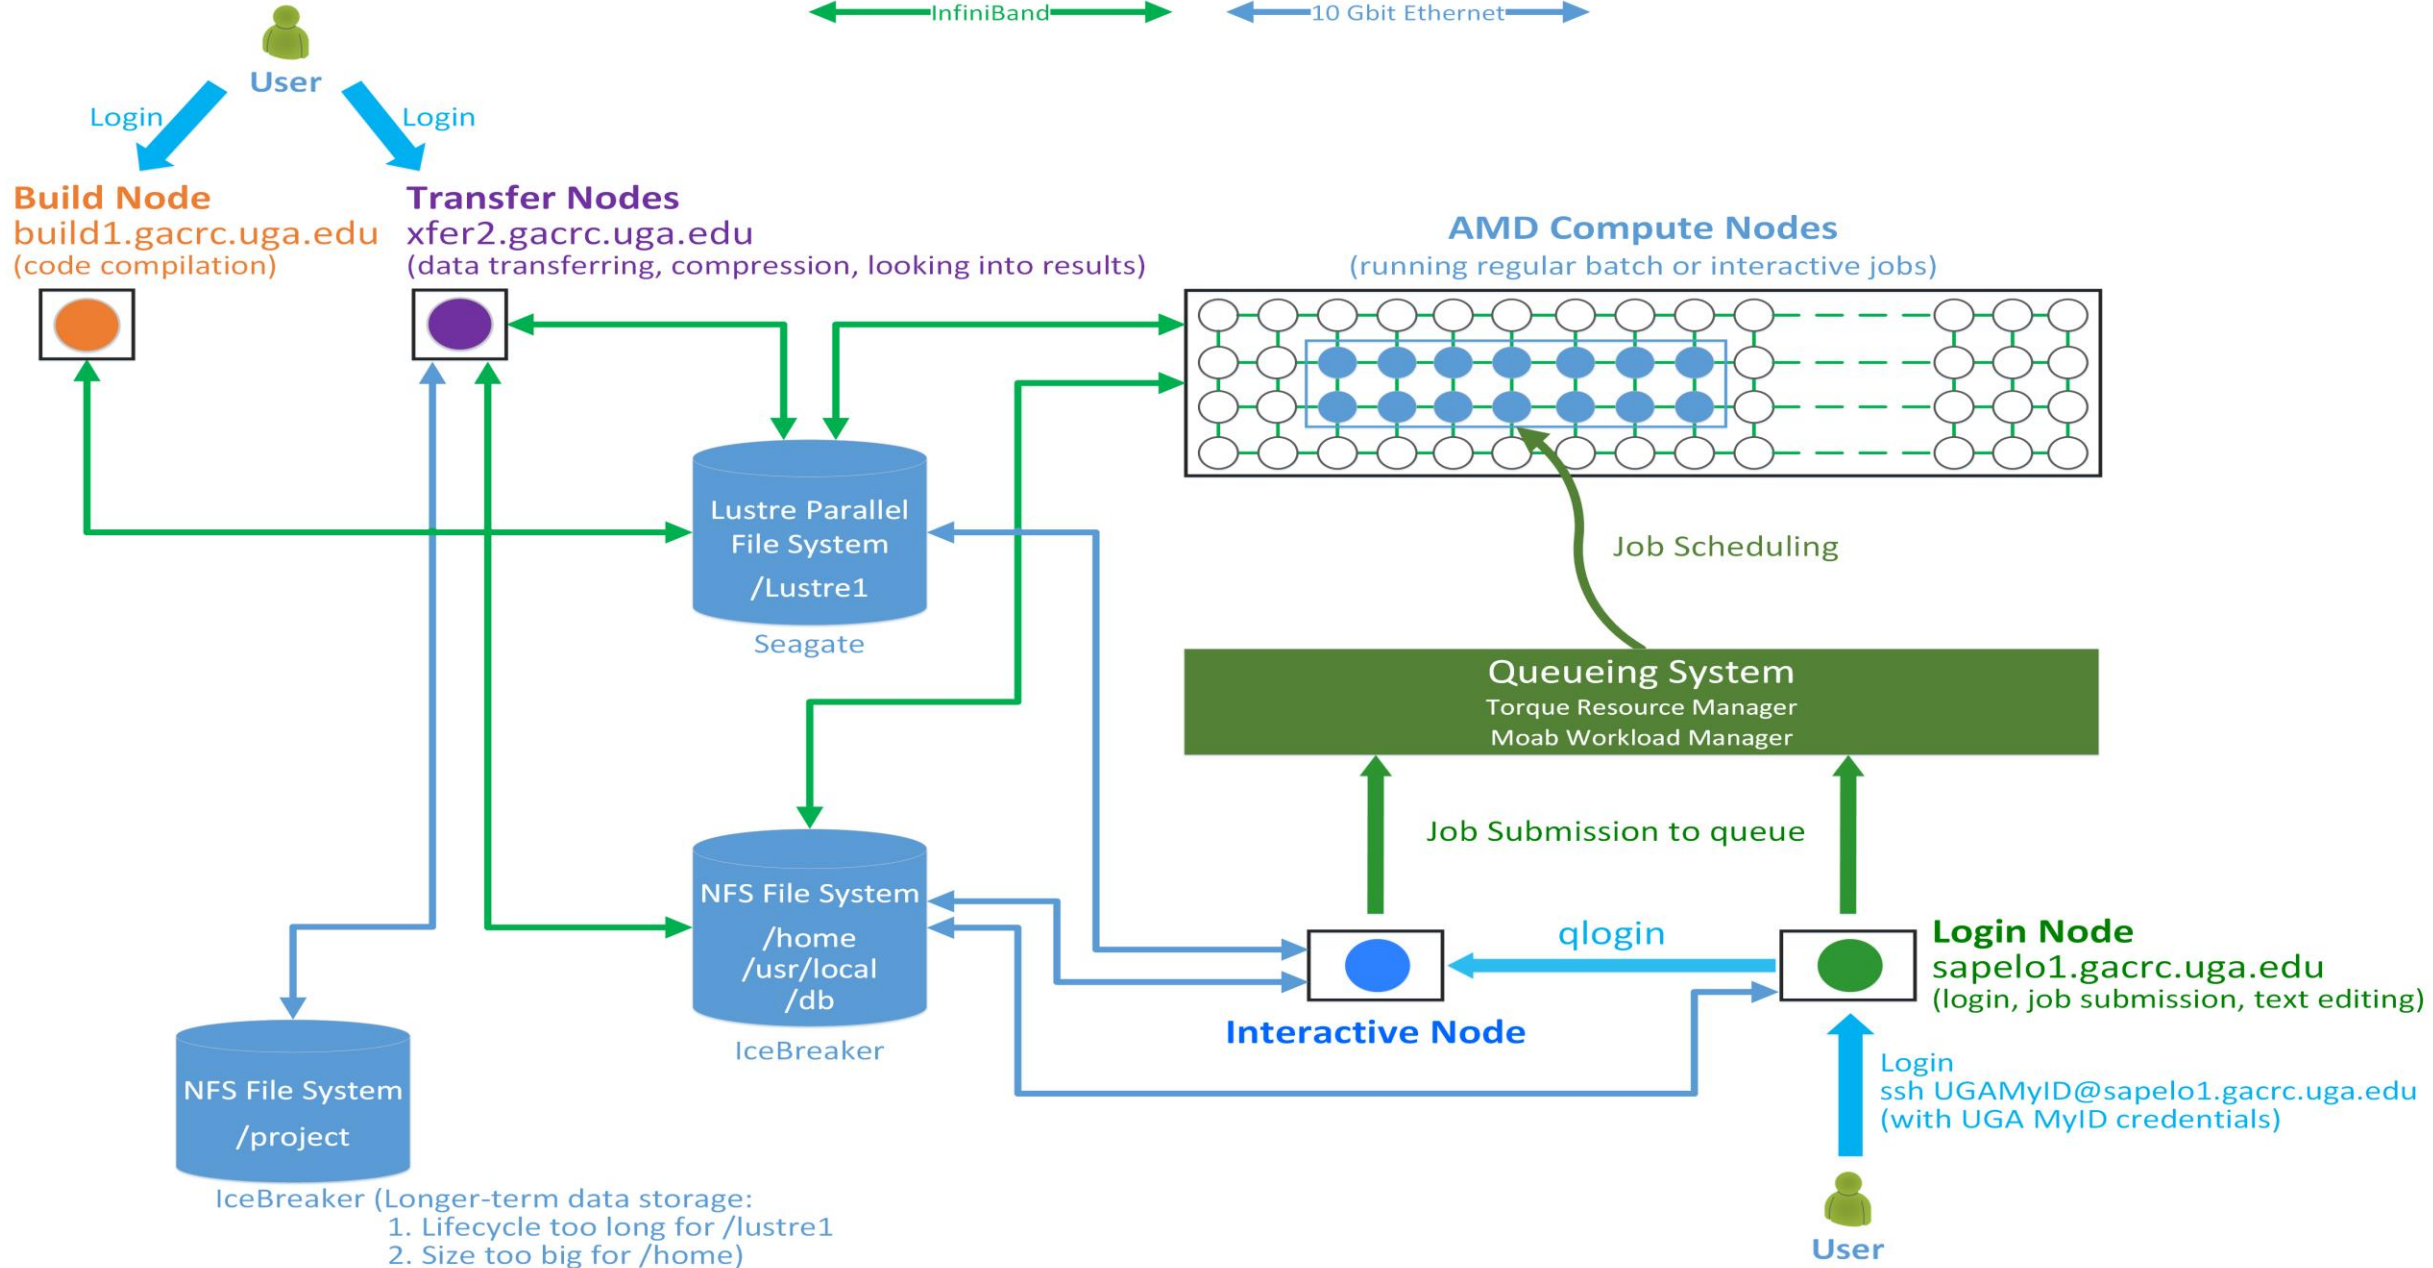 InfiniBand
10 Gbit Ethernet
User
Login
Login
Build Node
build1.gacrc.uga.edu
(code compilation)
Transfer Nodes
xfer2.gacrc.uga.edu
(data transferring, compression, looking into results)
AMD Compute Nodes
(running regular batch or interactive jobs)
Lustre Parallel
File System
/Lustre1
Seagate
Job Scheduling
Queueing System
Torque Resource Manager
Moab Workload Manager
Job Submission to queue
NFS File System
/home
/usr/local
/db
IceBreaker
qlogin
Interactive Node
Login Node
sapelo1.gacrc.uga.edu
(login, job submission, text editing)
Login
ssh UGAMyID@sapelo1.gacrc.uga.edu
(with UGA MyID credentials)
User
NFS File System
/project
IceBreaker (Longer-term data storage:
1. Lifecycle too long for /lustre1
2. Size too big for /home)